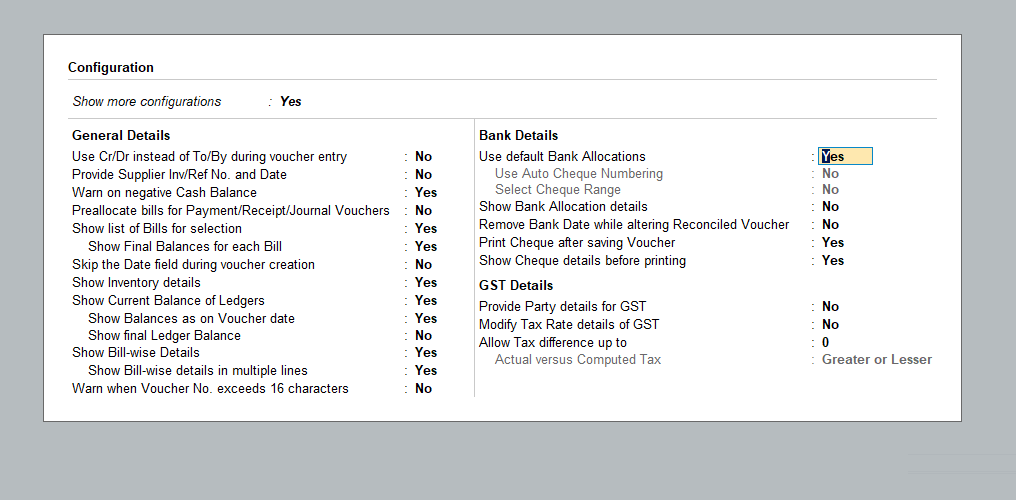 Configuration
Show more configurations : Yes
General Details
Use Cr/Dr instead of To/By during voucher entry : No
Provide Supplier Inv/Ref No. and Date : No
Warn on negative Cash Balance : Yes
Preallocate bills for Payment/Receipt/Journal Vouchers : No
Show list of Bills for selection : Yes
Show Final Balances for each Bill : Yes
Skip the Date field during voucher creation : No
Show Inventory details : Yes
Show Current Balance of Ledgers : Yes
Show Balances as on Voucher date : Yes
Show final Ledger Balance : No
Show Bill-wise Details : Yes
Show Bill-wise details in multiple lines : Yes
Warn when Voucher No. exceeds 16 characters : No
Bank Details
Use default Bank Allocations : Yes
Use Auto Cheque Numbering : No
Select Cheque Range : No
Show Bank Allocation details : No
Remove Bank Date while altering Reconciled Voucher : No
Print Cheque after saving Voucher : Yes
Show Cheque details before printing : Yes
GST Details
Provide Party details for GST : No
Modify Tax Rate details of GST : No
Allow Tax difference up to : 0
Actual versus Computed Tax : Greater or Lesser